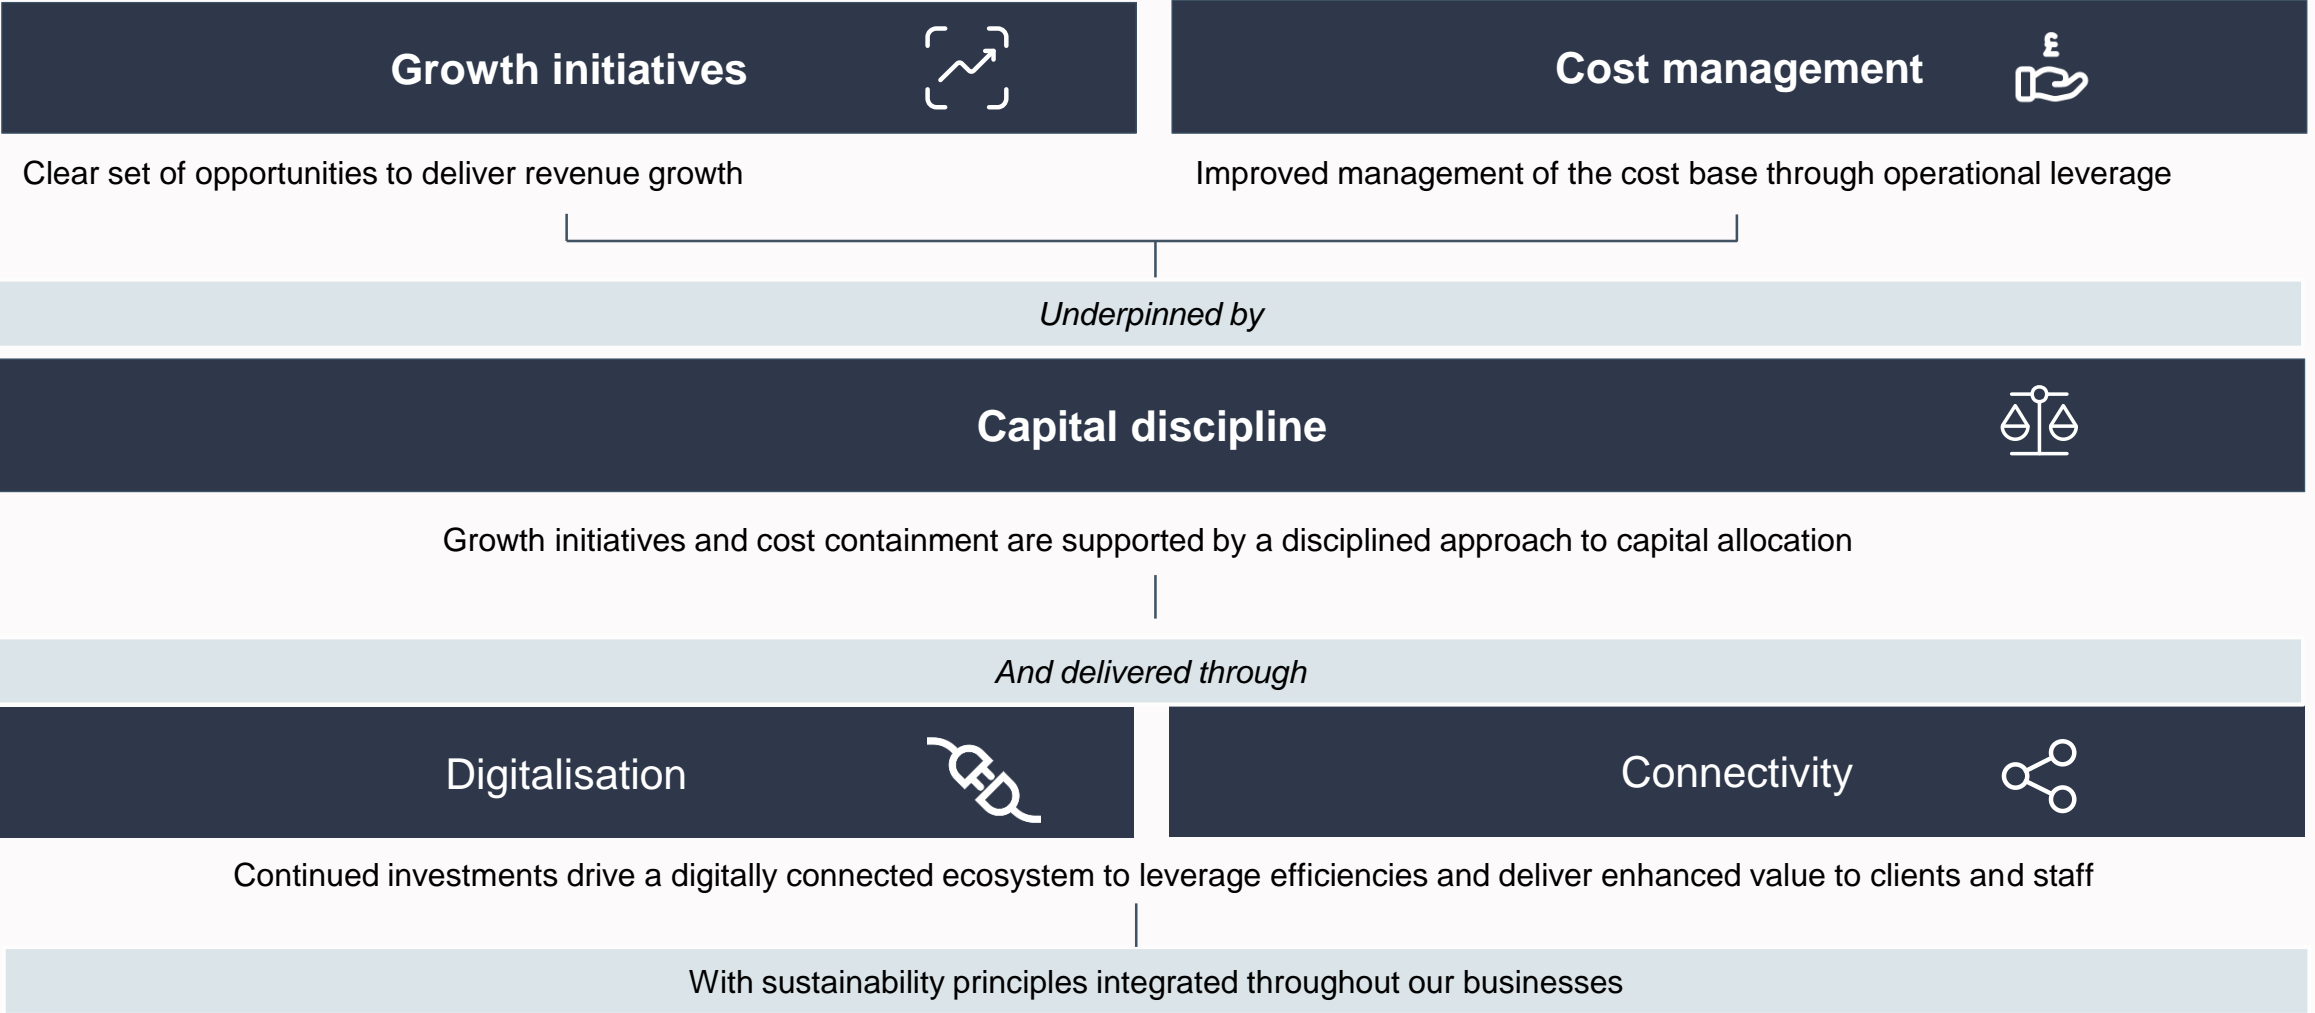 Growth initiatives
Cost management
£
Clear set of opportunities to deliver revenue growth
Improved management of the cost base through operational leverage
Underpinned by
Capital discipline
Growth initiatives and cost containment are supported by a disciplined approach to capital allocation
And delivered through
Digitalisation
Connectivity
Continued investments drive a digitally connected ecosystem to leverage efficiencies and deliver enhanced value to clients and staff
With sustainability principles integrated throughout our businesses